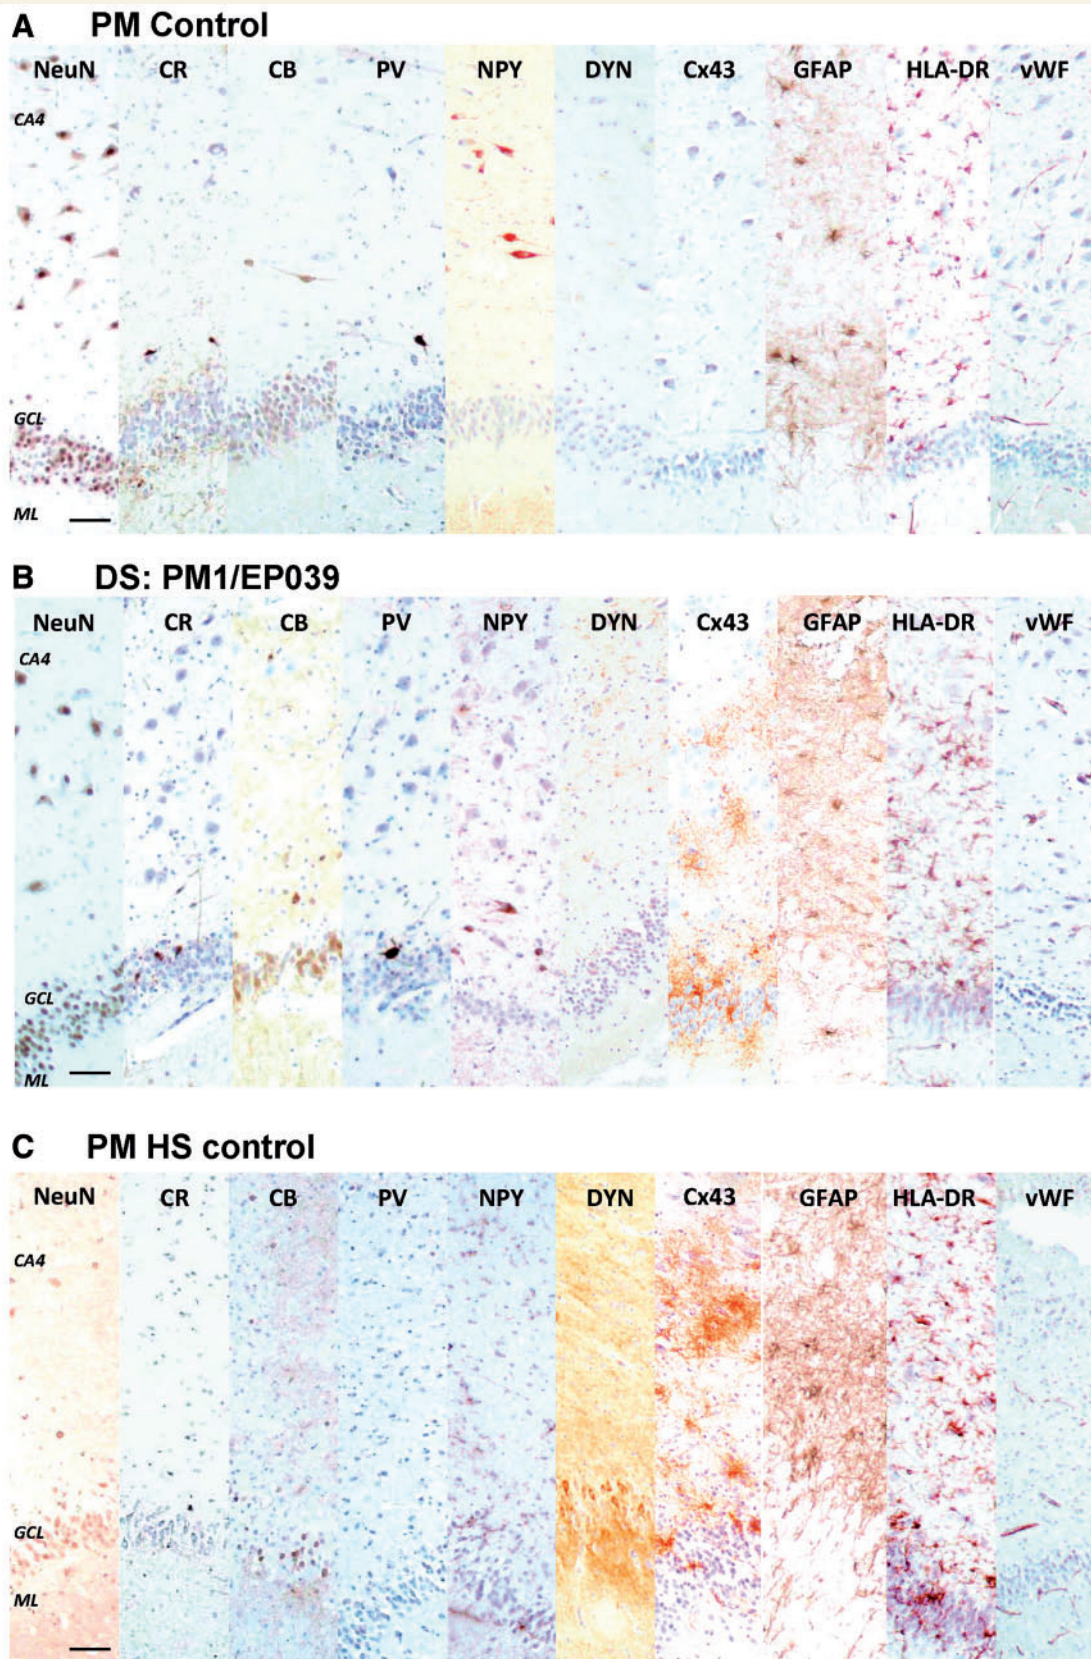 A PM Control
NeuN CR CB PV NPY DYN Cx43 GFAP HLA-DR vWF
CA4
GCL
ML
B DS: PM1/EP039
NeuN CR CB PV NPY DYN Cx43 GFAP HLA-DR vWF
CA4
GCL
ML
C PM HS control
NeuN CR CB PV NPY DYN Cx43 GFAP HLA-DR vWF
CA4
GCL
ML